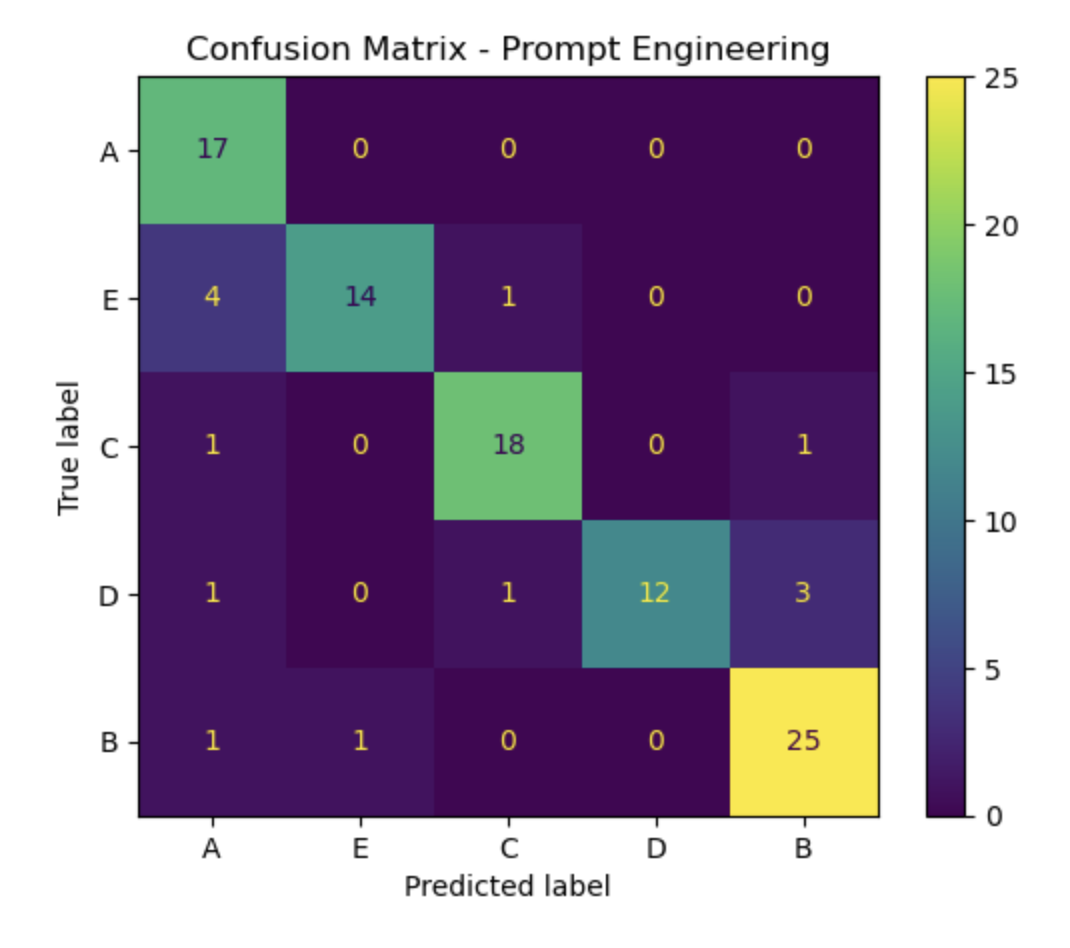 Confusion Matrix - Prompt Engineering
A 17 0 0 0 0
E 4 14 1 0 0
C 1 0 18 0 1
D 1 0 1 12 3
B 1 1 0 0 25
A E C D B
Predicted label
True label
25
20
15
10
5
0